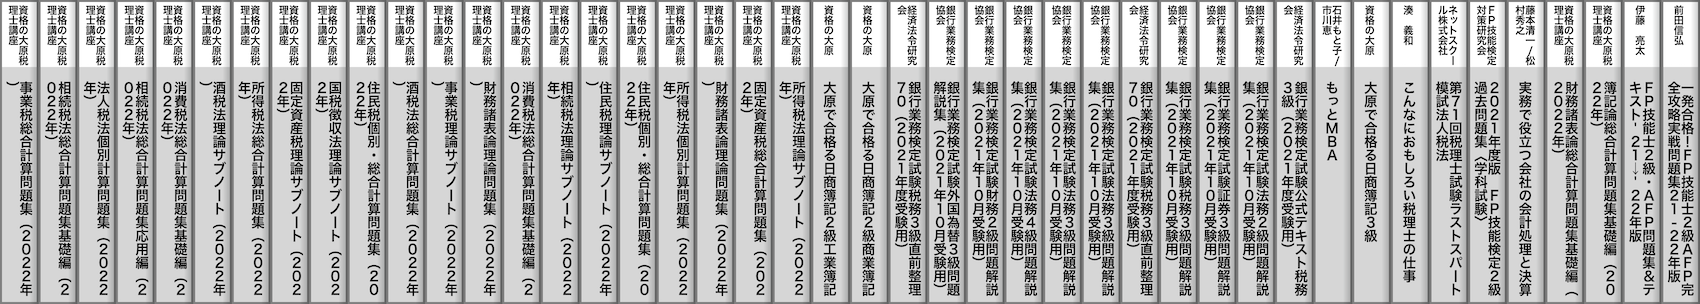 前田信弘
一発合格！ＦＰ技能士２級ＡＦＰ完
全攻略実戦問題集２１‐２２年版
伊藤　亮太
ＦＰ技能士２級・ＡＦＰ問題集＆テ
キスト’２１→’２２年版
資格の大原税
理士講座
簿記論総合計算問題集基礎編（２０
２２年）
資格の大原税
理士講座
財務諸表論総合計算問題集基礎編（
２０２２年）
藤本清一／松
村秀之
実務で役立つ会社の会計処理と決算
ＦＰ技能検定
対策研究会
２０２１年度版　ＦＰ技能検定２級
過去問題集〈学科試験〉
ネットスクー
ル株式会社
第７１回税理士試験ラストスパート
模試法人税法
湊　義和
こんなにおもしろい税理士の仕事
資格の大原
大原で合格る日商簿記３級
石井もと子／
市川恵
もっとＭＢＡ
経済法令研究
会
銀行業務検定試験公式テキスト税務
３級（２０２１年度受験用）
銀行業務検定
協会
銀行業務検定試験法務２級問題解説
集（２０２１年１０月受験用）
銀行業務検定
協会
銀行業務検定試験証券３級問題解説
集（２０２１年１０月受験用）
銀行業務検定
協会
銀行業務検定試験税務３級問題解説
集（２０２１年１０月受験用）
経済法令研究
会
銀行業務検定試験税務３級直前整理
７０（２０２１年度受験用）
銀行業務検定
協会
銀行業務検定試験法務３級問題解説
集（２０２１年１０月受験用）
銀行業務検定
協会
銀行業務検定試験法務３級問題解説
集（２０２１年１０月受験用）
銀行業務検定
協会
銀行業務検定試験法務４級問題解説
集（２０２１年１０月受験用）
銀行業務検定
協会
銀行業務検定試験財務２級問題解説
集（２０２１年１０月受験用）
銀行業務検定
協会
銀行業務検定試験外国為替３級問題
解説集（２０２１年１０月受験用）
経済法令研究
会
銀行業務検定試験税務３級直前整理
７０（２０２１年度受験用）
資格の大原
大原で合格る日商簿記２級商業簿記
資格の大原
大原で合格る日商簿記２級工業簿記
資格の大原税
理士講座
所得税法理論サブノート（２０２２
年）
資格の大原税
理士講座
固定資産税総合計算問題集（２０２
２年）
資格の大原税
理士講座
財務諸表論理論問題集（２０２２年
）
資格の大原税
理士講座
所得税法個別計算問題集（２０２２
年）
資格の大原税
理士講座
住民税個別・総合計算問題集（２０
２２年）
資格の大原税
理士講座
住民税理論サブノート（２０２２年
）
資格の大原税
理士講座
相続税法理論サブノート（２０２２
年）
資格の大原税
理士講座
消費税法総合計算問題集基礎編（２
０２２年）
資格の大原税
理士講座
財務諸表論理論問題集（２０２２年
）
資格の大原税
理士講座
事業税理論サブノート（２０２２年
）
資格の大原税
理士講座
酒税法総合計算問題集（２０２２年
）
資格の大原税
理士講座
住民税個別・総合計算問題集（２０
２２年）
資格の大原税
理士講座
国税徴収法理論サブノート（２０２
２年）
資格の大原税
理士講座
固定資産税理論サブノート（２０２
２年）
資格の大原税
理士講座
所得税法総合計算問題集（２０２２
年）
資格の大原税
理士講座
酒税法理論サブノート（２０２２年
）
資格の大原税
理士講座
消費税法総合計算問題集基礎編（２
０２２年）
資格の大原税
理士講座
相続税法総合計算問題集応用編（２
０２２年）
資格の大原税
理士講座
法人税法個別計算問題集（２０２２
年）
資格の大原税
理士講座
相続税法総合計算問題集基礎編（２
０２２年）
資格の大原税
理士講座
事業税総合計算問題集（２０２２年
）